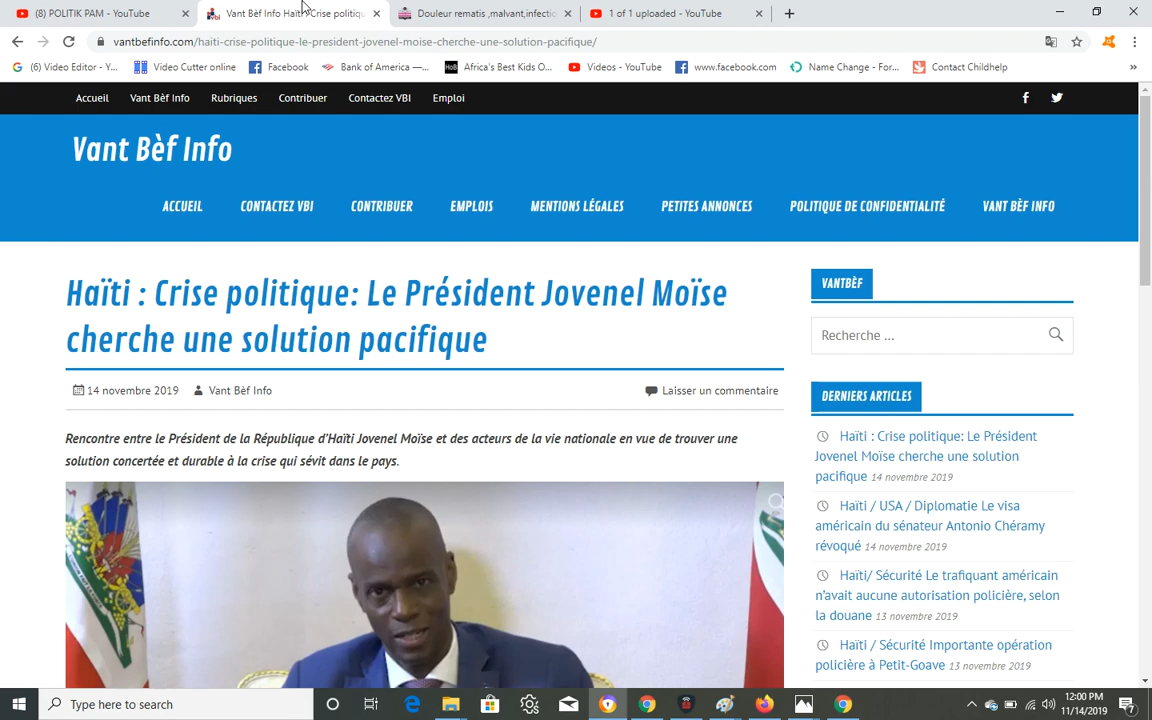 (8) POLITIK PAM - YouTube
Vant Bèf Info Haïti : Crise politiqu
Douleur rematis ,malvant,infectio
1 of 1 uploaded - YouTube
vantbefinfo.com/haiti-crise-politique-le-president-jovenel-moise-cherche-une-solution-pacifique/
(6) Video Editor - Y...
Video Cutter online
Facebook
Bank of America —...
Africa's Best Kids O...
Videos - YouTube
www.facebook.com
Name Change - For...
Contact Childhelp
Accueil
Vant Bèf Info
Rubriques
Contribuer
Contactez VBI
Emploi
Vant Bèf Info
ACCUEIL
CONTACTEZ VBI
CONTRIBUER
EMPLOIS
MENTIONS LÉGALES
PETITES ANNONCES
POLITIQUE DE CONFIDENTIALITÉ
VANT BÈF INFO
Haïti : Crise politique: Le Président Jovenel Moïse
cherche une solution pacifique
14 novembre 2019
Vant Bèf Info
Laisser un commentaire
Rencontre entre le Président de la République d'Haïti Jovenel Moïse et des acteurs de la vie nationale en vue de trouver une
solution concertée et durable à la crise qui sévit dans le pays.
VANTBÈF
Recherche …
DERNIERS ARTICLES
Haïti : Crise politique: Le Président
Jovenel Moïse cherche une solution
pacifique 14 novembre 2019
Haïti / USA / Diplomatie Le visa
américain du sénateur Antonio Chéramy
révoqué 14 novembre 2019
Haïti/ Sécurité Le trafiquant américain
n'avait aucune autorisation policière, selon
la douane 13 novembre 2019
Haïti / Sécurité Importante opération
policière à Petit-Goave 13 novembre 2019
Type here to search
12:00 PM
11/14/2019
7